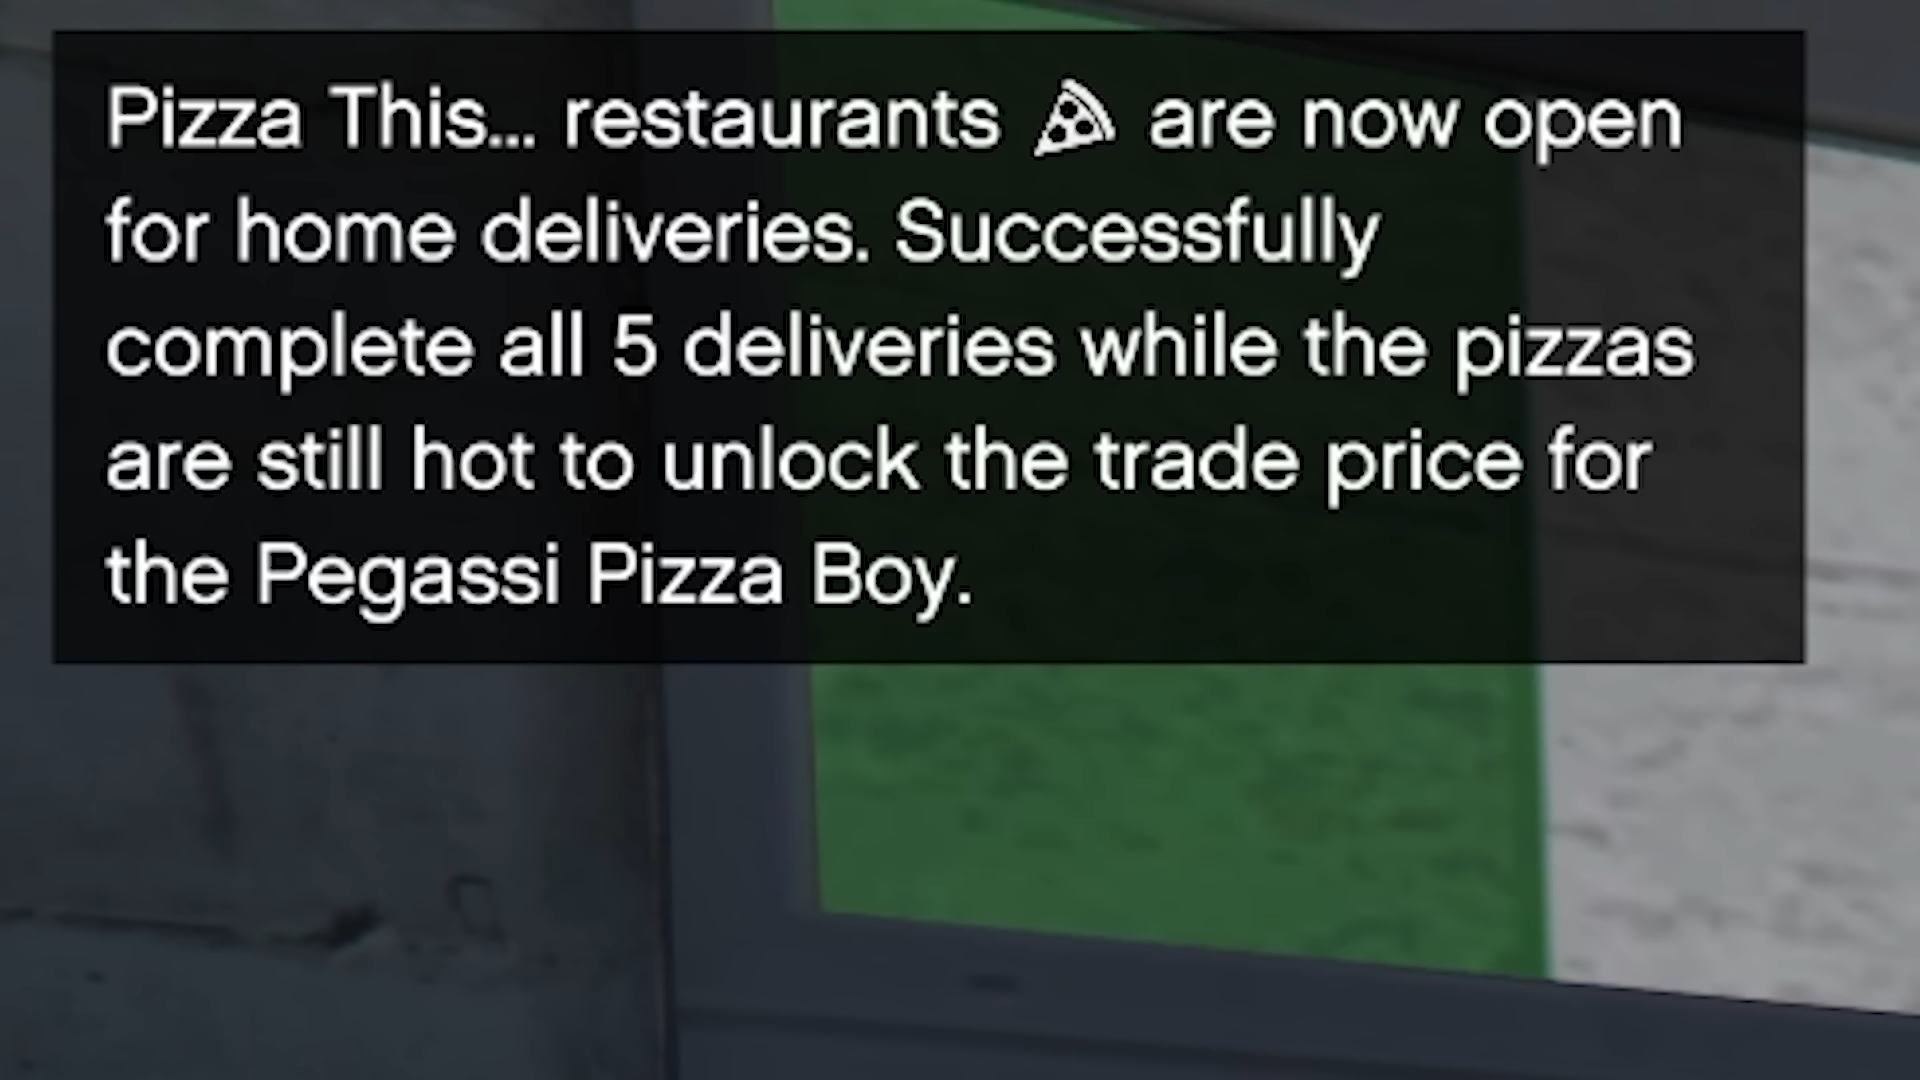 Pizza This... restaurants 🍕 are now open
for home deliveries. Successfully
complete all 5 deliveries while the pizzas
are still hot to unlock the trade price for
the Pegassi Pizza Boy.